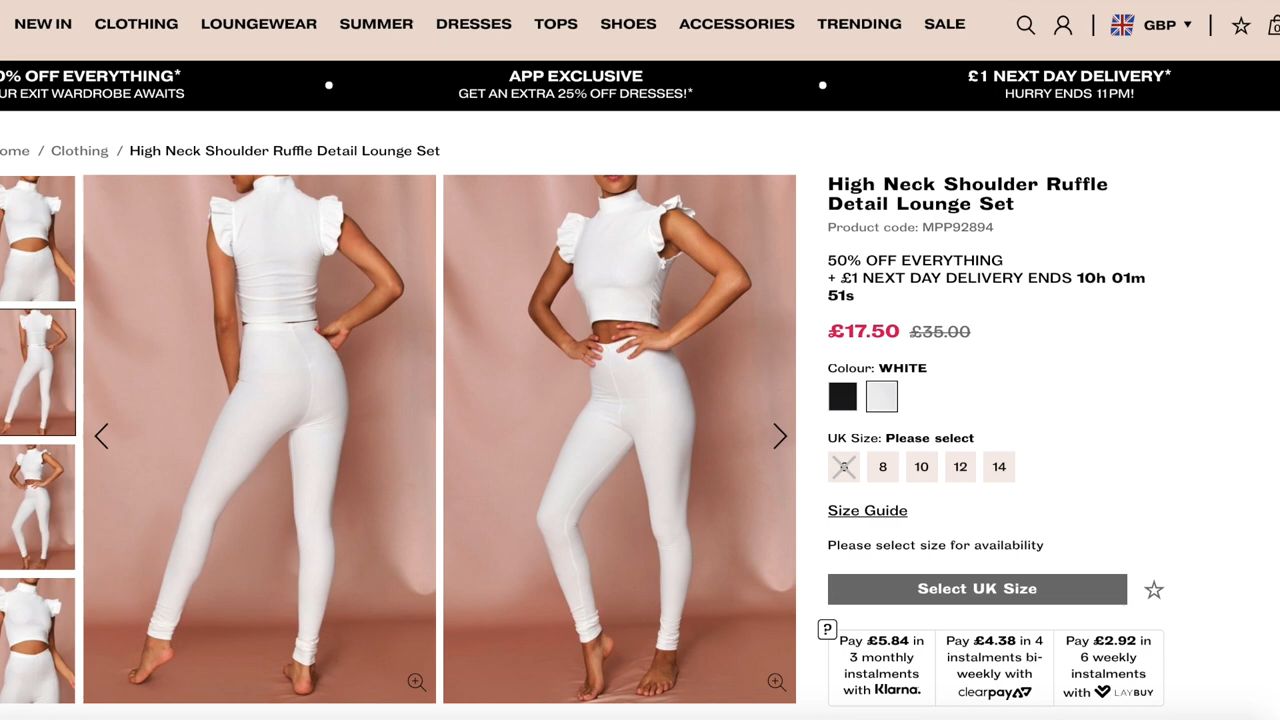 NEW IN CLOTHING LOUNGEWEAR SUMMER DRESSES TOPS SHOES ACCESSORIES TRENDING SALE GBP
0% OFF EVERYTHING* APP EXCLUSIVE £1 NEXT DAY DELIVERY*
UR EXIT WARDROBE AWAITS GET AN EXTRA 25% OFF DRESSES!* HURRY ENDS 11PM!
ome / Clothing / High Neck Shoulder Ruffle Detail Lounge Set
High Neck Shoulder Ruffle
Detail Lounge Set
Product code: MPP92894
50% OFF EVERYTHING
+ £1 NEXT DAY DELIVERY ENDS 10h 01m
51s
£17.50 £35.00
Colour: WHITE
UK Size: Please select
8 10 12 14
Size Guide
Please select size for availability
Select UK Size
?
Pay £5.84 in
3 monthly
instalments
with Klarna.
Pay £4.38 in 4
instalments bi-
weekly with
clearpay
Pay £2.92 in
6 weekly
instalments
with LAYBUY